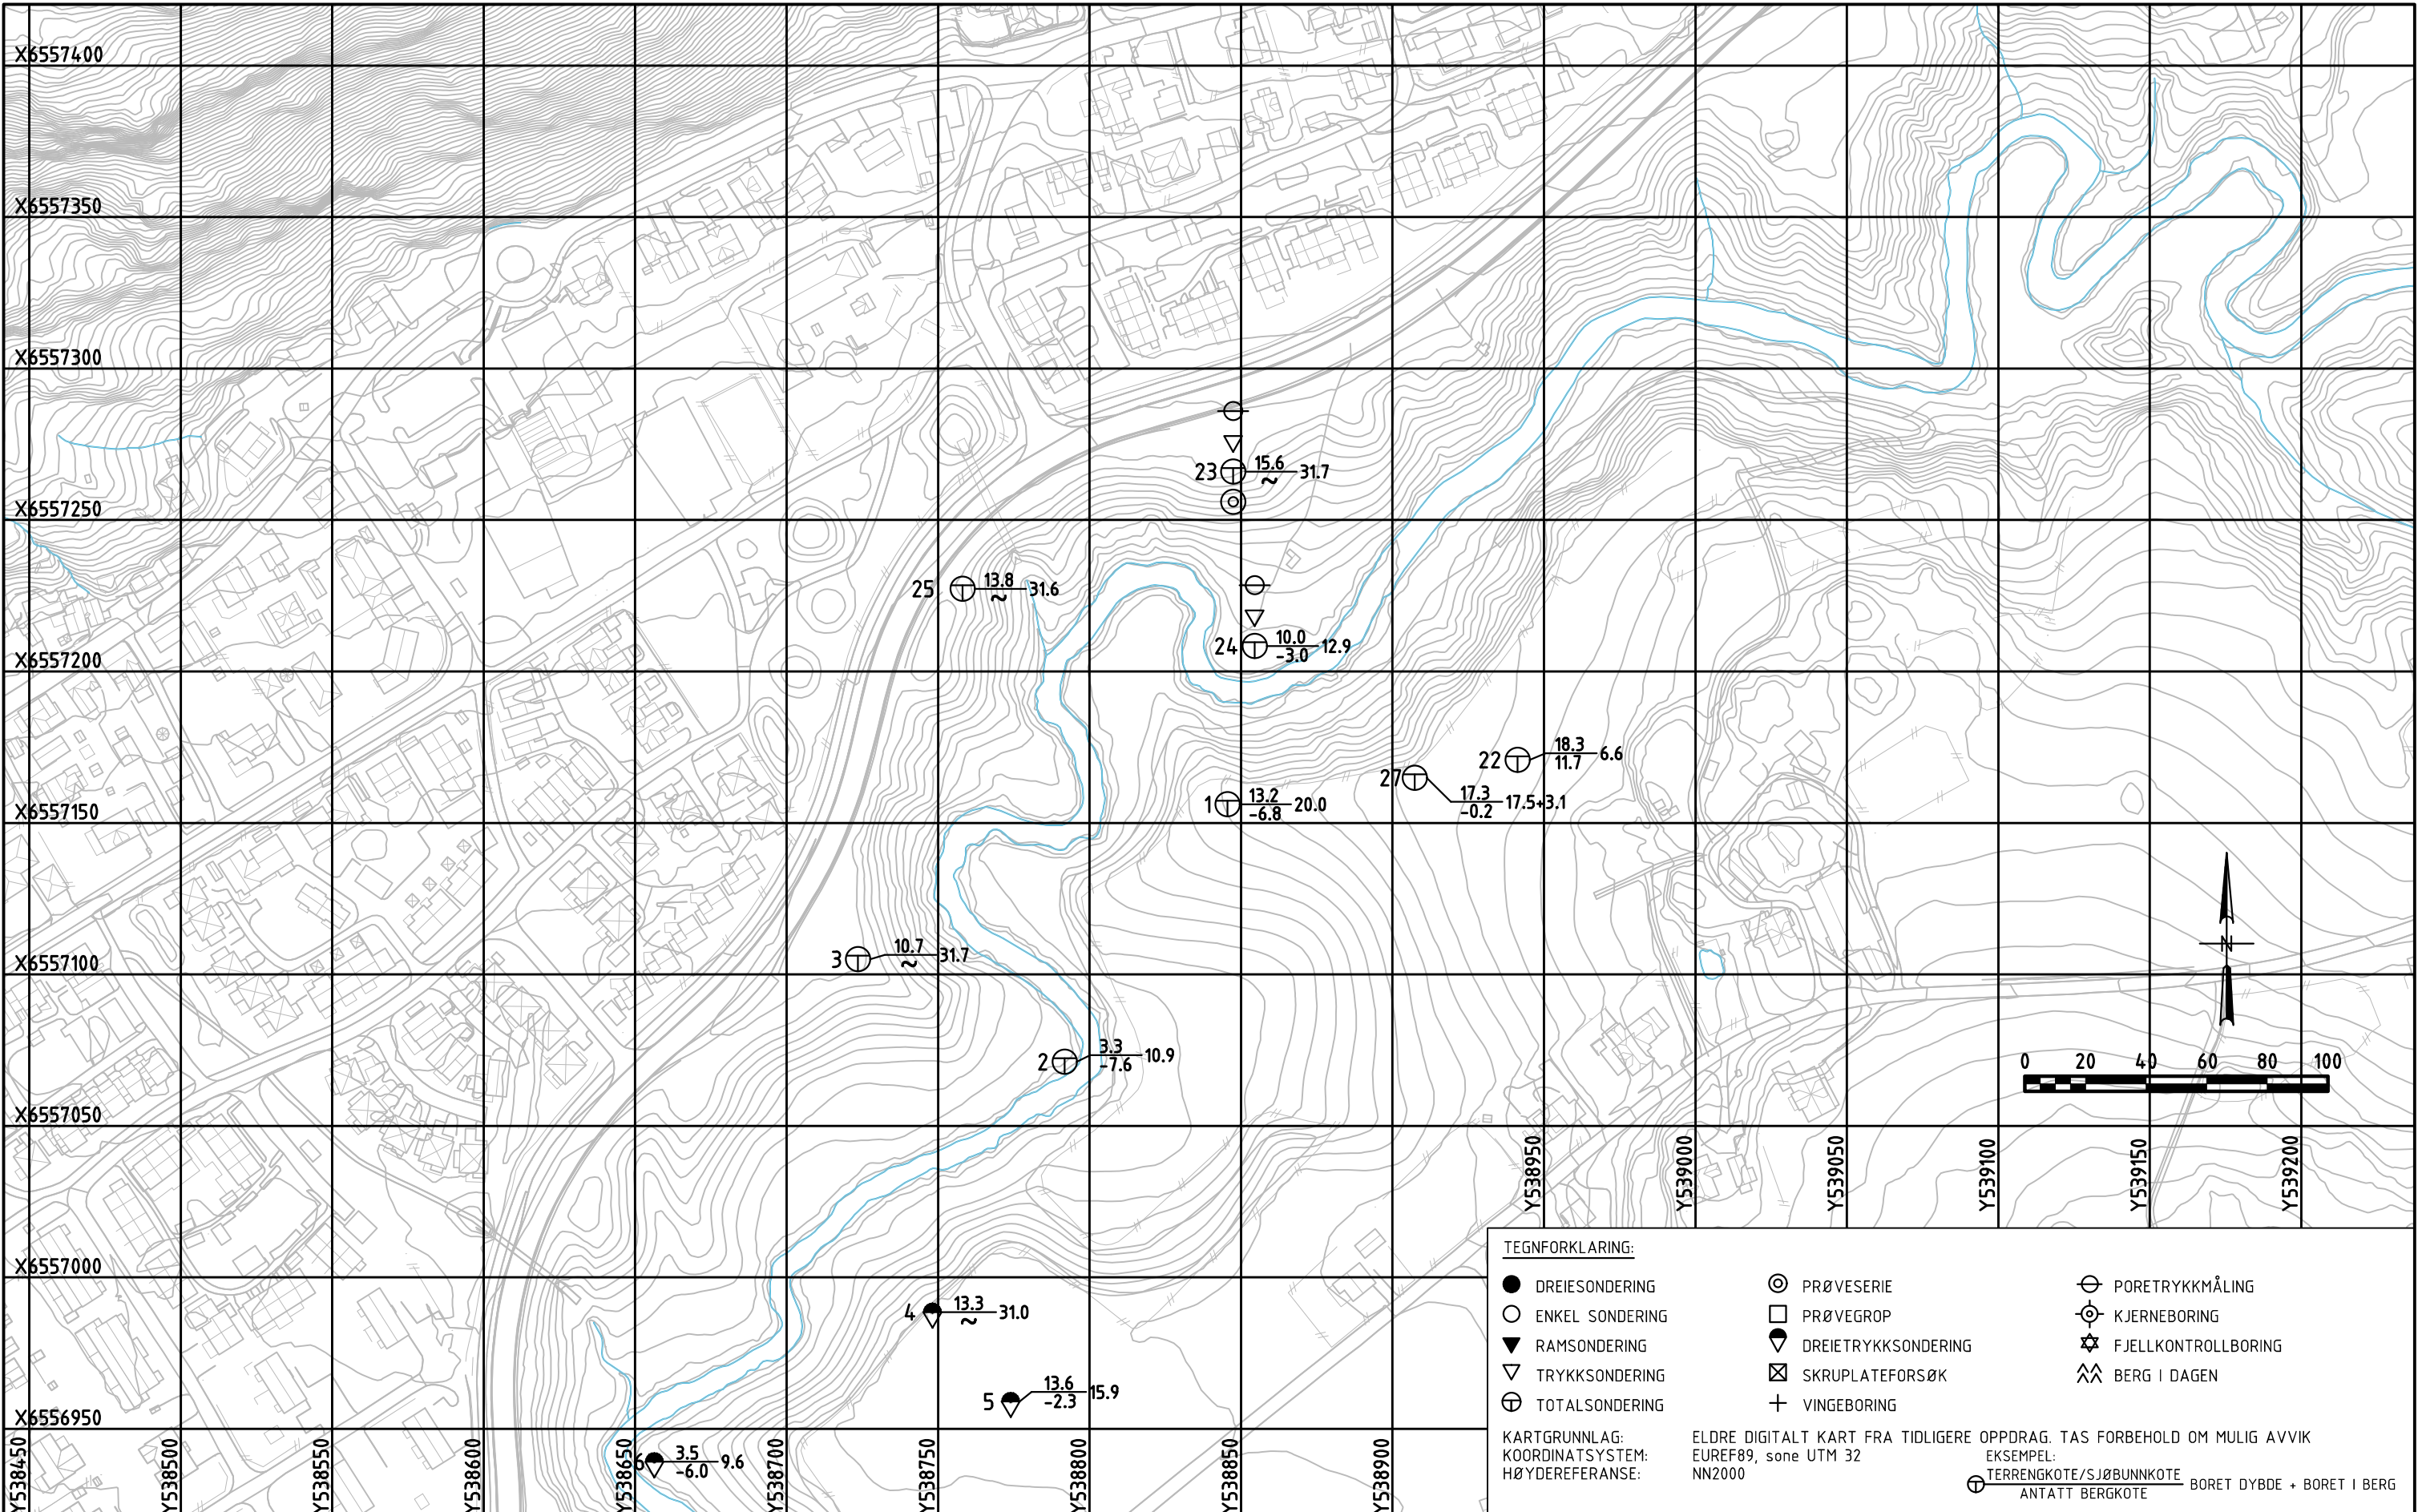 X6557400
X6557350
X6557300
X6557250
X6557200
X6557150
X6557100
X6557050
X6557000
X6556950
23 15.6 31.7
~
25 13.8 31.6
~
24 10.0 12.9
-3.0
22 18.3 6.6
11.7
27 17.3 17.5+3.1
-0.2
1 13.2 20.0
-6.8
3 10.7 31.7
~
N
2 3.3 10.9
-7.6
0 20 40 60 80 100
4 13.3 31.0
~
5 13.6 15.9
-2.3
6 3.5 9.6
-6.0
Y538450
Y538500
Y538550
Y538600
Y538650
Y538700
Y538750
Y538800
Y538850
Y538900
Y538950
Y539000
Y539050
Y539100
Y539150
Y539200
TEGNFORKLARING:
DREIESONDERING
ENKEL SONDERING
RAMSONDERING
TRYKKSONDERING
TOTALSONDERING
PRØVESERIE
PRØVEGROP
DREIETRYKKSONDERING
SKRUPLATEFORSØK
VINGEBORING
PORETRYKKMÅLING
KJERNEBORING
FJELLKONTROLLBORING
BERG I DAGEN
KARTGRUNNLAG: ELDRE DIGITALT KART FRA TIDLIGERE OPPDRAG. TAS FORBEHOLD OM MULIG AVVIK
KOORDINATSYSTEM: EUREF89, sone UTM 32
HØYDEREFERANSE: NN2000
EKSEMPEL:
TERRENGKOTE/SJØBUNNKOTE
ANTATT BERGKOTE
BORET DYBDE + BORET I BERG